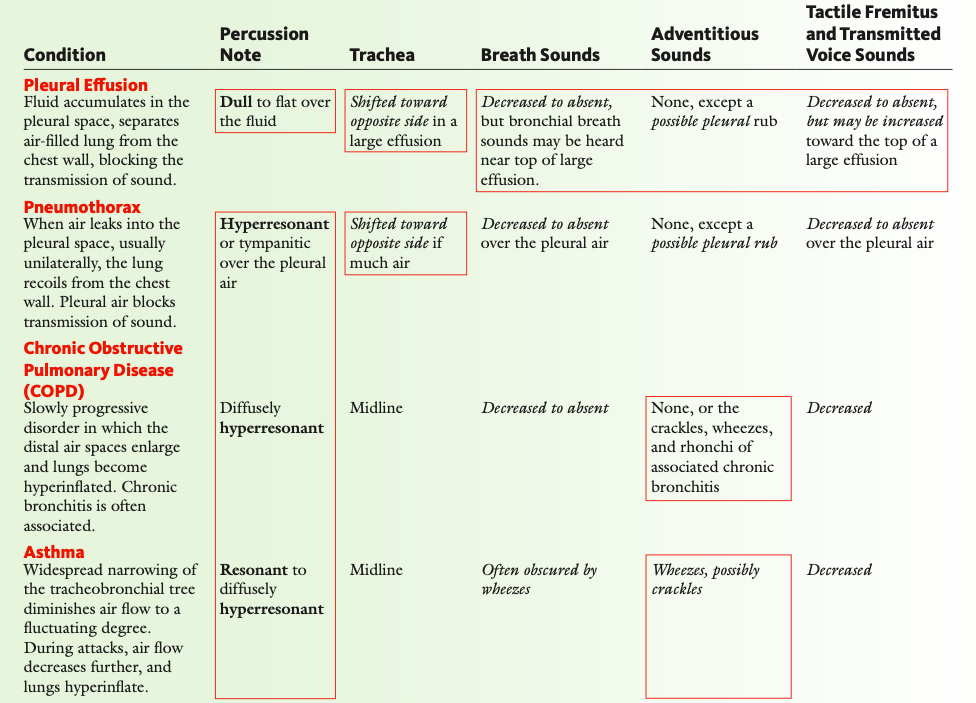 Condition
Percussion
Note
Trachea
Breath Sounds
Adventitious
Sounds
Tactile Fremitus
and Transmitted
Voice Sounds
Pleural Effusion
Fluid accumulates in the
pleural space, separates
air-filled lung from the
chest wall, blocking the
transmission of sound.
Dull to flat over
the fluid
Shifted toward
opposite side in a
large effusion
Decreased to absent,
but bronchial breath
sounds may be heard
near top of large
effusion.
None, except a
possible pleural rub
Decreased to absent,
but may be increased
toward the top of a
large effusion
Pneumothorax
When air leaks into the
pleural space, usually
unilaterally, the lung
recoils from the chest
wall. Pleural air blocks
transmission of sound.
Hyperresonant
or tympanitic
over the pleural
air
Shifted toward
opposite side if
much air
Decreased to absent
over the pleural air
None, except a
possible pleural rub
Decreased to absent
over the pleural air
Chronic Obstructive
Pulmonary Disease
(COPD)
Slowly progressive
disorder in which the
distal air spaces enlarge
and lungs become
hyperinflated. Chronic
bronchitis is often
associated.
Diffusely
hyperresonant
Midline
Decreased to absent
None, or the
crackles, wheezes,
and rhonchi of
associated chronic
bronchitis
Decreased
Asthma
Widespread narrowing of
the tracheobronchial tree
diminishes air flow to a
fluctuating degree.
During attacks, air flow
decreases further, and
lungs hyperinflate.
Resonant to
diffusely
hyperresonant
Midline
Often obscured by
wheezes
Wheezes, possibly
crackles
Decreased